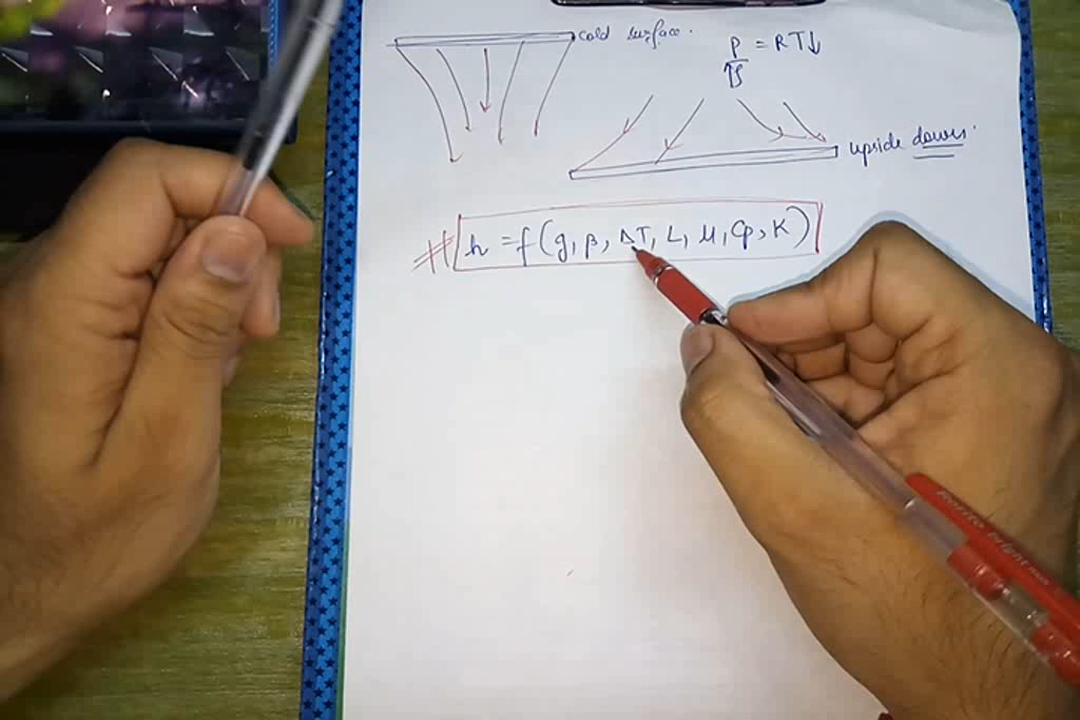 cold surface.
P/↑ρ = RT↓
upside down.
# h = f(g, β, ΔT, L, μ, Cp, K)